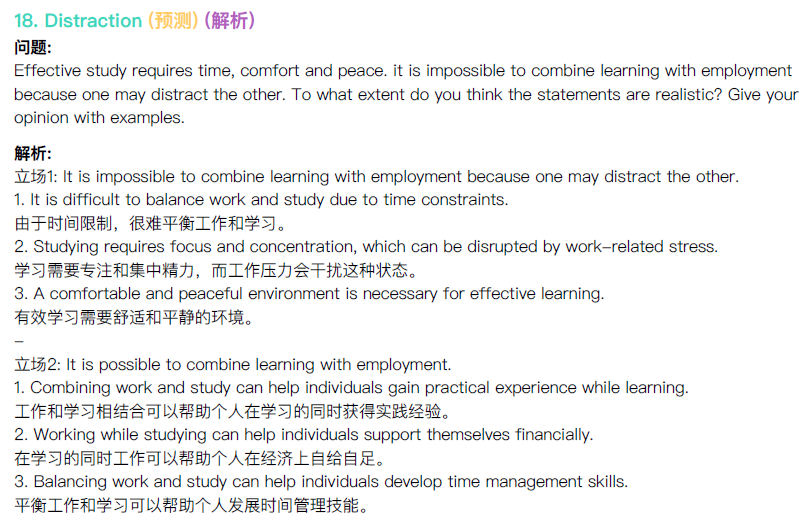 18. Distraction (预测) (解析)
问题:
Effective study requires time, comfort and peace. it is impossible to combine learning with employment
because one may distract the other. To what extent do you think the statements are realistic? Give your
opinion with examples.
解析:
立场1: It is impossible to combine learning with employment because one may distract the other.
1. It is difficult to balance work and study due to time constraints.
由于时间限制，很难平衡工作和学习。
2. Studying requires focus and concentration, which can be disrupted by work-related stress.
学习需要专注和集中精力，而工作压力会干扰这种状态。
3. A comfortable and peaceful environment is necessary for effective learning.
有效学习需要舒适和平静的环境。
–
立场2: It is possible to combine learning with employment.
1. Combining work and study can help individuals gain practical experience while learning.
工作和学习相结合可以帮助个人在学习的同时获得实践经验。
2. Working while studying can help individuals support themselves financially.
在学习的同时工作可以帮助个人在经济上自给自足。
3. Balancing work and study can help individuals develop time management skills.
平衡工作和学习可以帮助个人发展时间管理技能。